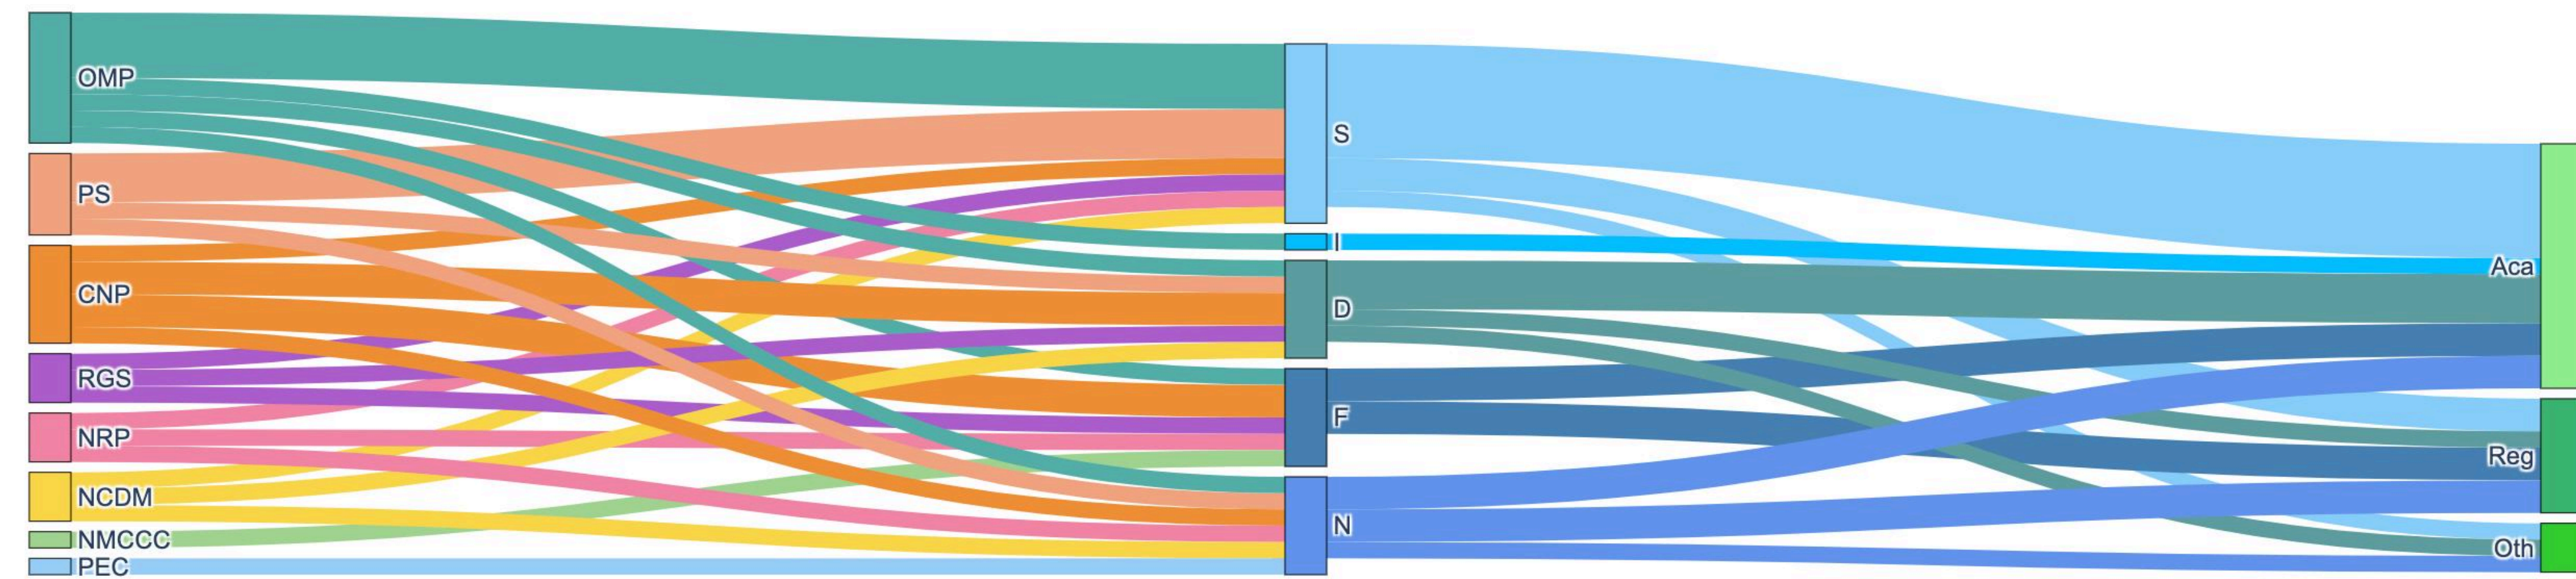 OMP
PS
CNP
RGS
NRP
NCDM
NMCCC
PEC
S
I
D
F
N
Aca
Reg
Oth